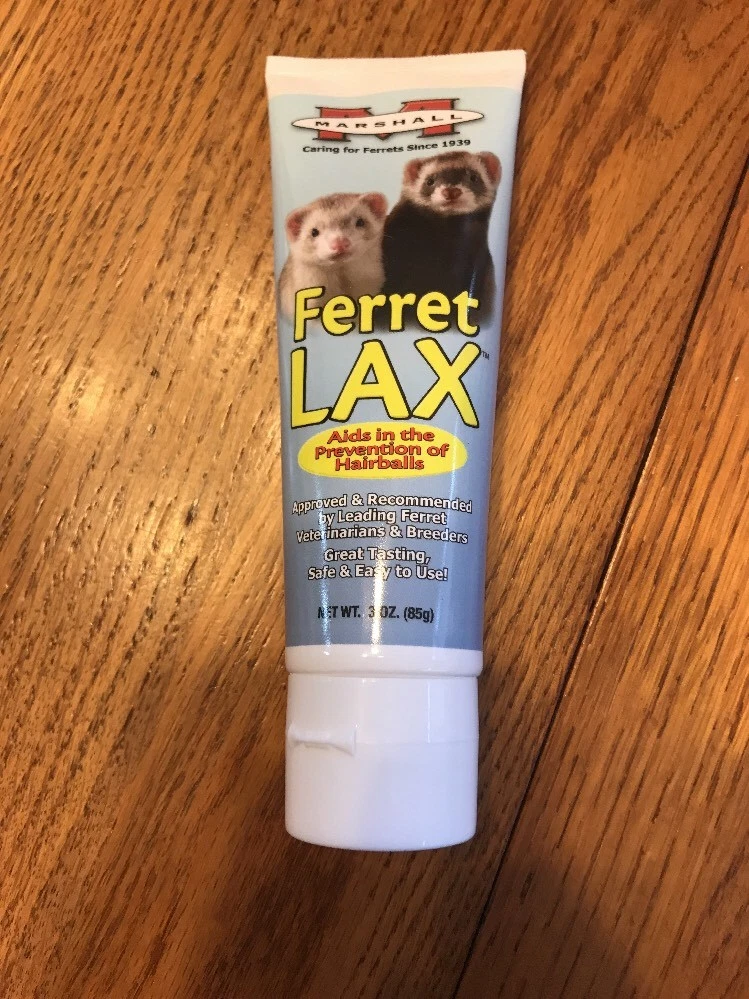 MARSHALL
Caring for Ferrets Since 1939
Ferret
LAX™
Aids in the
Prevention of
Hairballs
Approved & Recommended
by Leading Ferret
Veterinarians & Breeders
Great Tasting,
Safe & Easy to Use!
NET WT. 3 OZ. (85g)